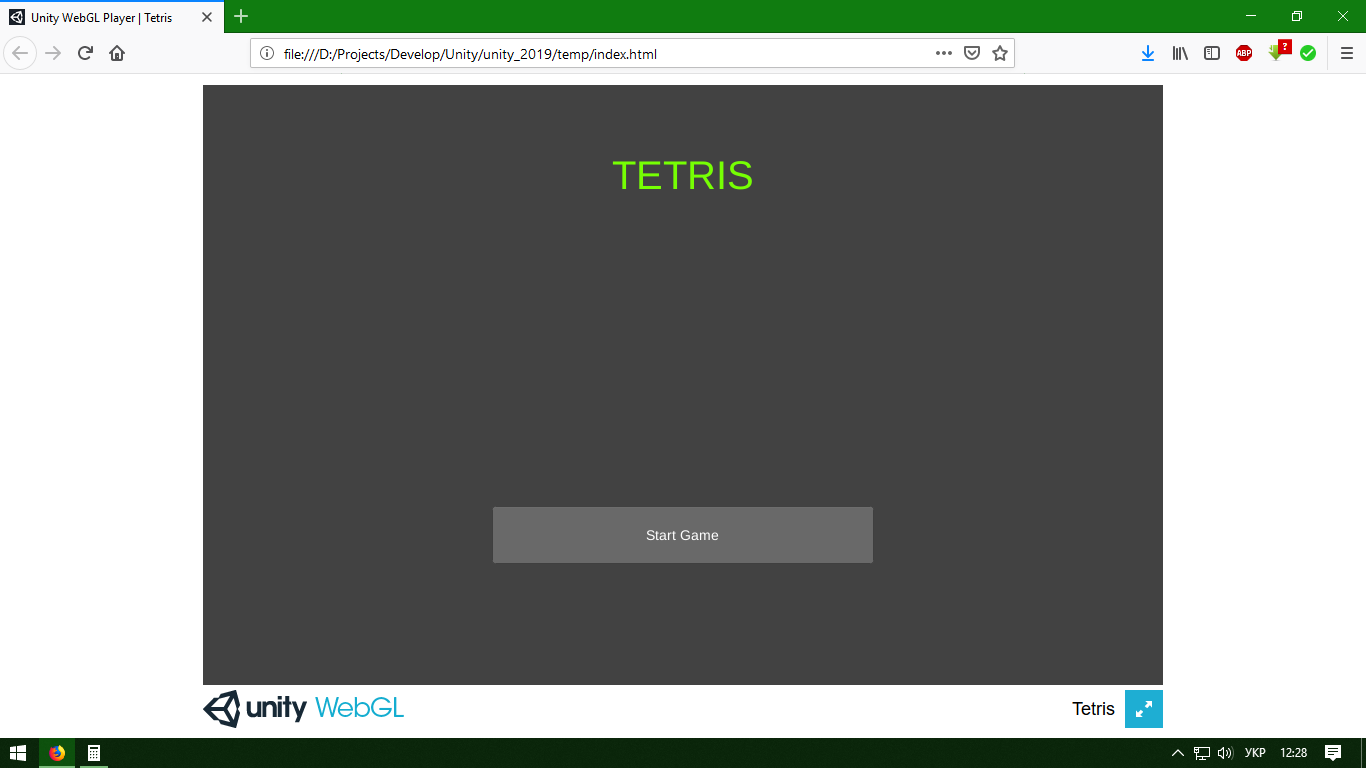 Unity WebGL Player | Tetris
file:///D:/Projects/Develop/Unity/unity_2019/temp/index.html
ABP
?
TETRIS
Start Game
unity WebGL
Tetris
УКР
12:28